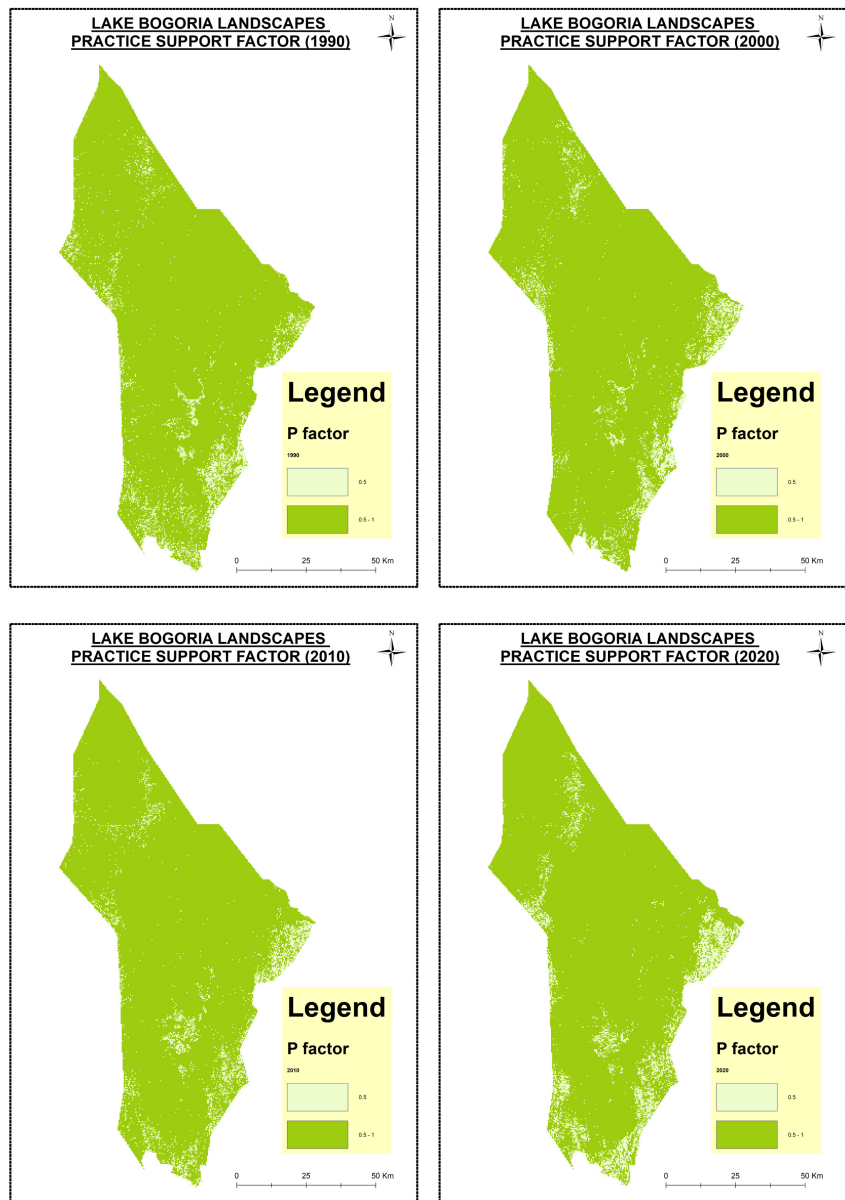 LAKE BOGORIA LANDSCAPES
PRACTICE SUPPORT FACTOR (1990)
N
Legend
P factor
1990
0.5
0.5 - 1
0 25 50 Km
LAKE BOGORIA LANDSCAPES
PRACTICE SUPPORT FACTOR (2000)
N
Legend
P factor
2000
0.5
0.5 - 1
0 25 50 Km
LAKE BOGORIA LANDSCAPES
PRACTICE SUPPORT FACTOR (2010)
N
Legend
P factor
2010
0.5
0.5 - 1
0 25 50 Km
LAKE BOGORIA LANDSCAPES
PRACTICE SUPPORT FACTOR (2020)
N
Legend
P factor
2020
0.5
0.5 - 1
0 25 50 Km